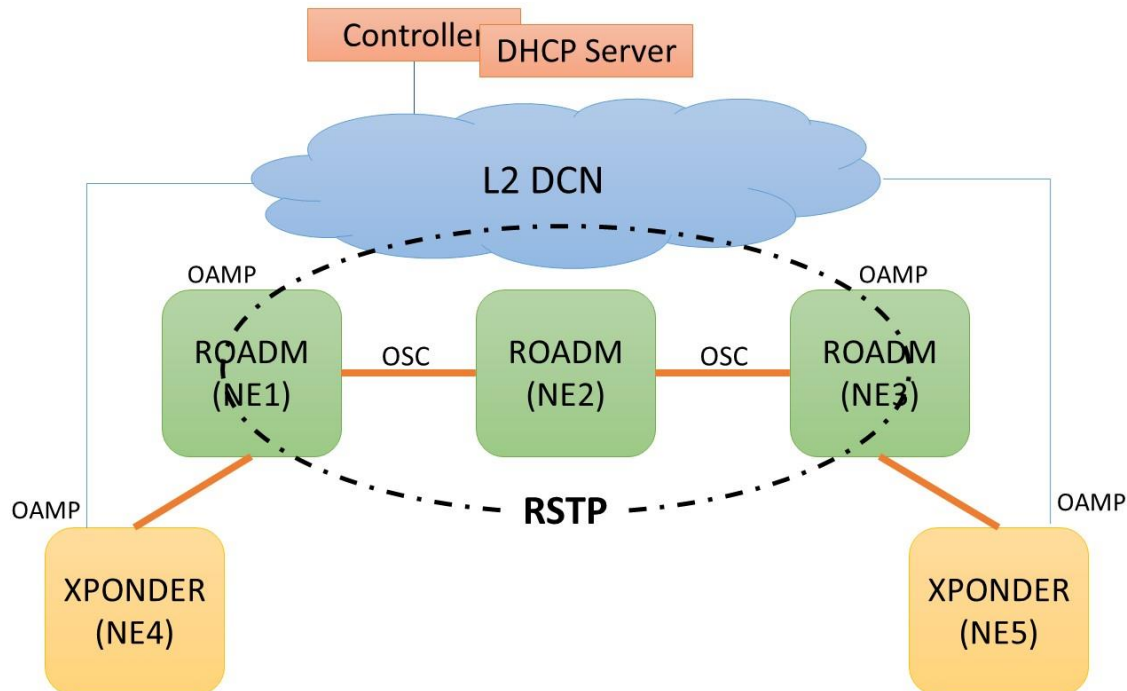 Controller
DHCP Server
L2 DCN
OAMP
OAMP
ROADM
(NE1)
OSC
ROADM
(NE2)
OSC
ROADM
(NE3)
RSTP
OAMP
OAMP
XPONDER
(NE4)
XPONDER
(NE5)